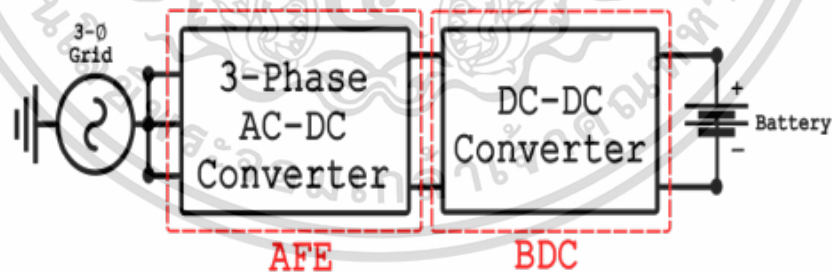 3-Ø
Grid
3-Phase
AC-DC
Converter
DC-DC
Converter
+
Battery
-
AFE
BDC